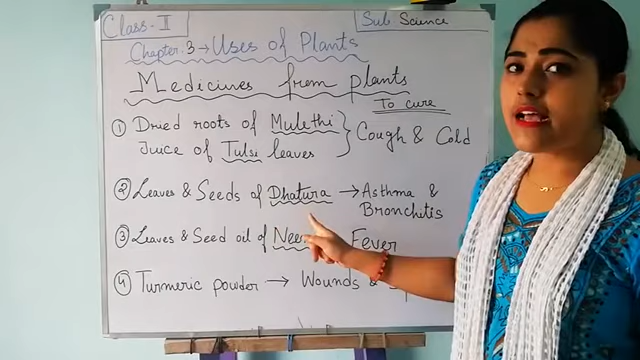 Class-II
Sub Science
Chapter.3 → Uses of Plants
Medicines from plants
To cure
① Dried roots of Mulethi
Juice of Tulsi leaves
} Cough & Cold
② Leaves & Seeds of Dhatura → Asthma &
Bronchitis
③ Leaves & Seed oil of Fever
④ Turmeric powder → Wounds &